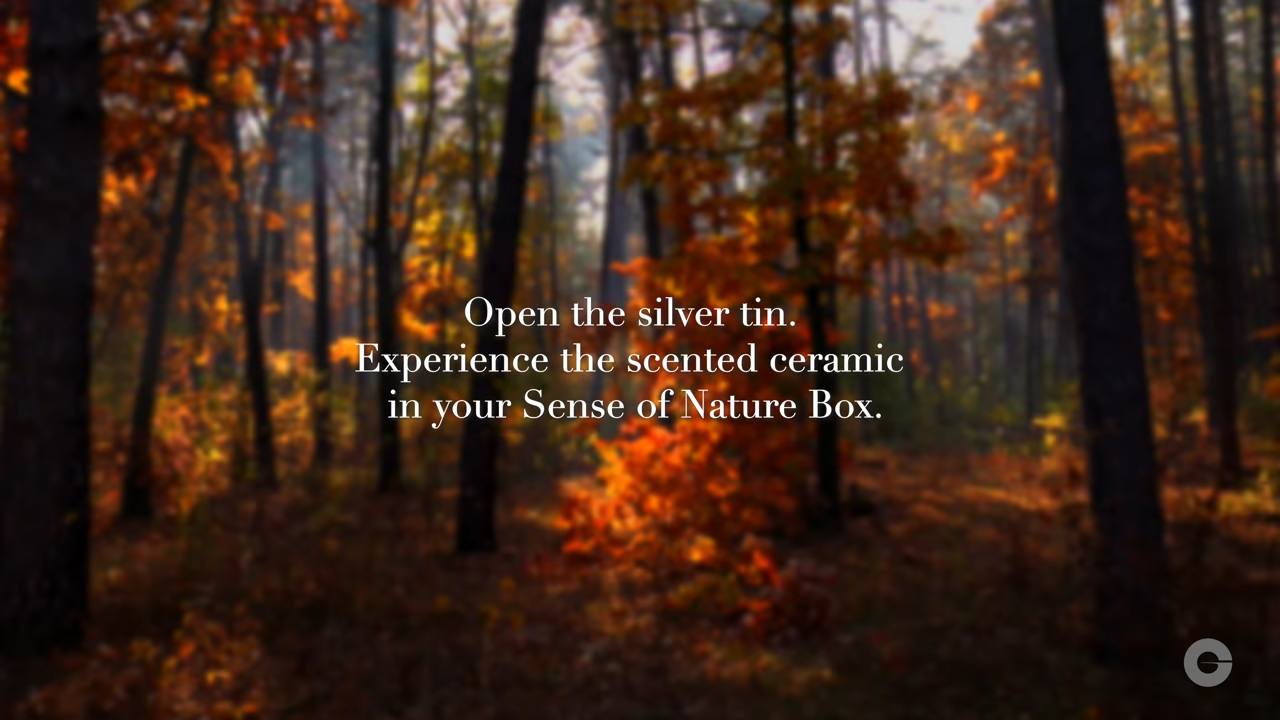 Open the silver tin.
Experience the scented ceramic
in your Sense of Nature Box.